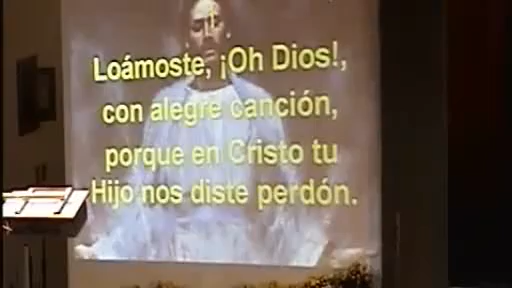 Loámoste, ¡Oh Dios!,
con alegre canción,
porque en Cristo tu
Hijo nos diste perdón.